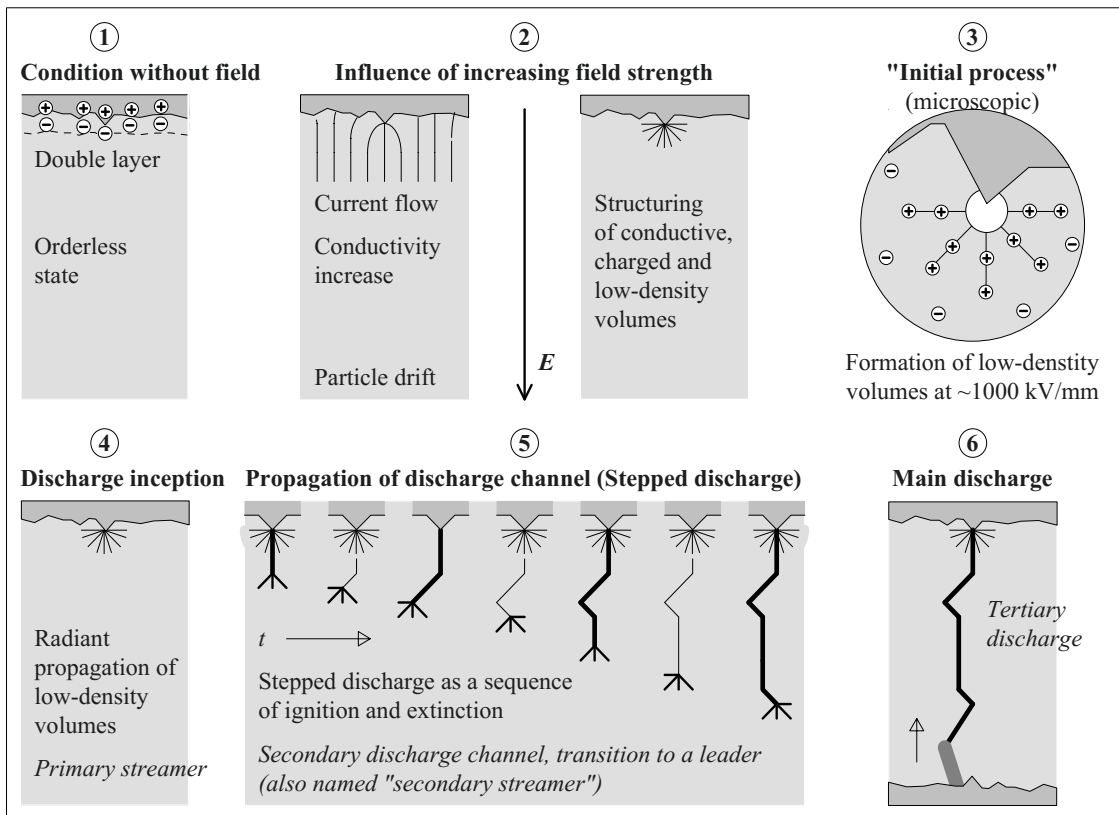 1
Condition without field
+ + + + +
− − − − −
Double layer
Orderless
state
2
Influence of increasing field strength
Current flow
Conductivity
increase
Particle drift
E
Structuring
of conductive,
charged and
low-density
volumes
3
"Initial process"
(microscopic)
Formation of low-denstity
volumes at ~1000 kV/mm
4
Discharge inception
Radiant
propagation of
low-density
volumes
Primary streamer
5
Propagation of discharge channel (Stepped discharge)
t
Stepped discharge as a sequence
of ignition and extinction
Secondary discharge channel, transition to a leader
(also named "secondary streamer")
6
Main discharge
Tertiary
discharge